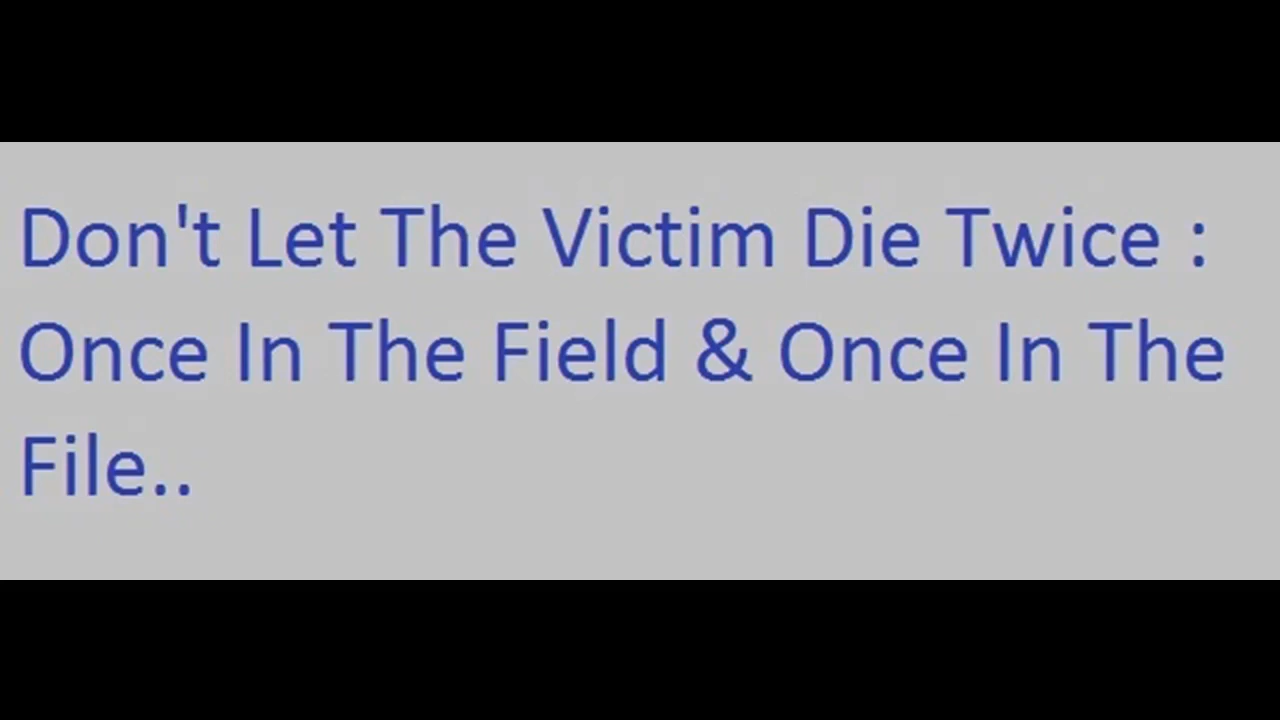 Don't Let The Victim Die Twice :
Once In The Field & Once In The
File..